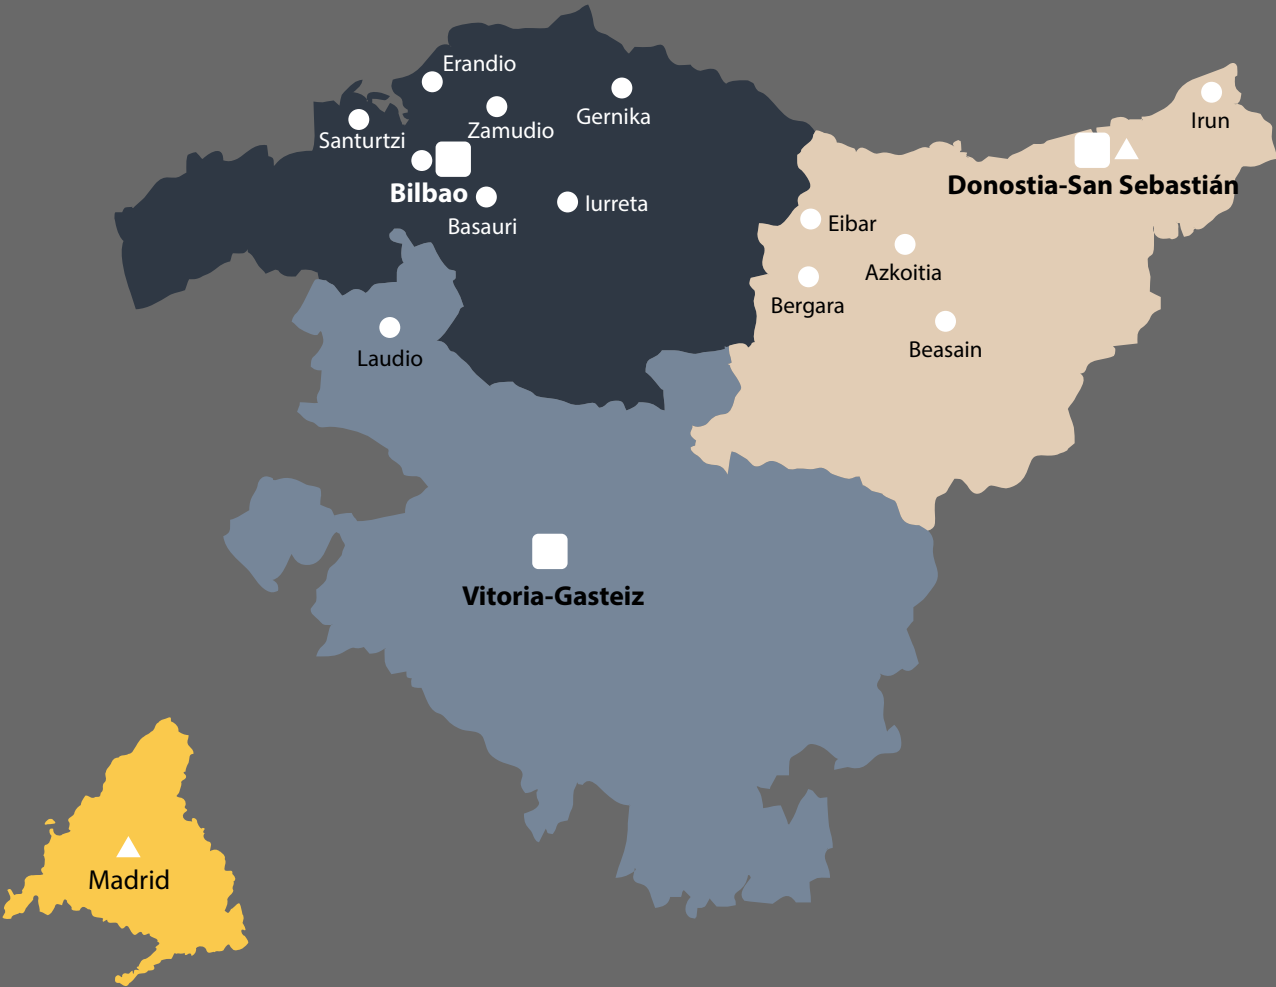 Erandio
Gernika
Zamudio
Santurtzi
Irun
Bilbao
Donostia-San Sebastián
Basauri
Iurreta
Eibar
Azkoitia
Bergara
Beasain
Laudio
Vitoria-Gasteiz
Madrid